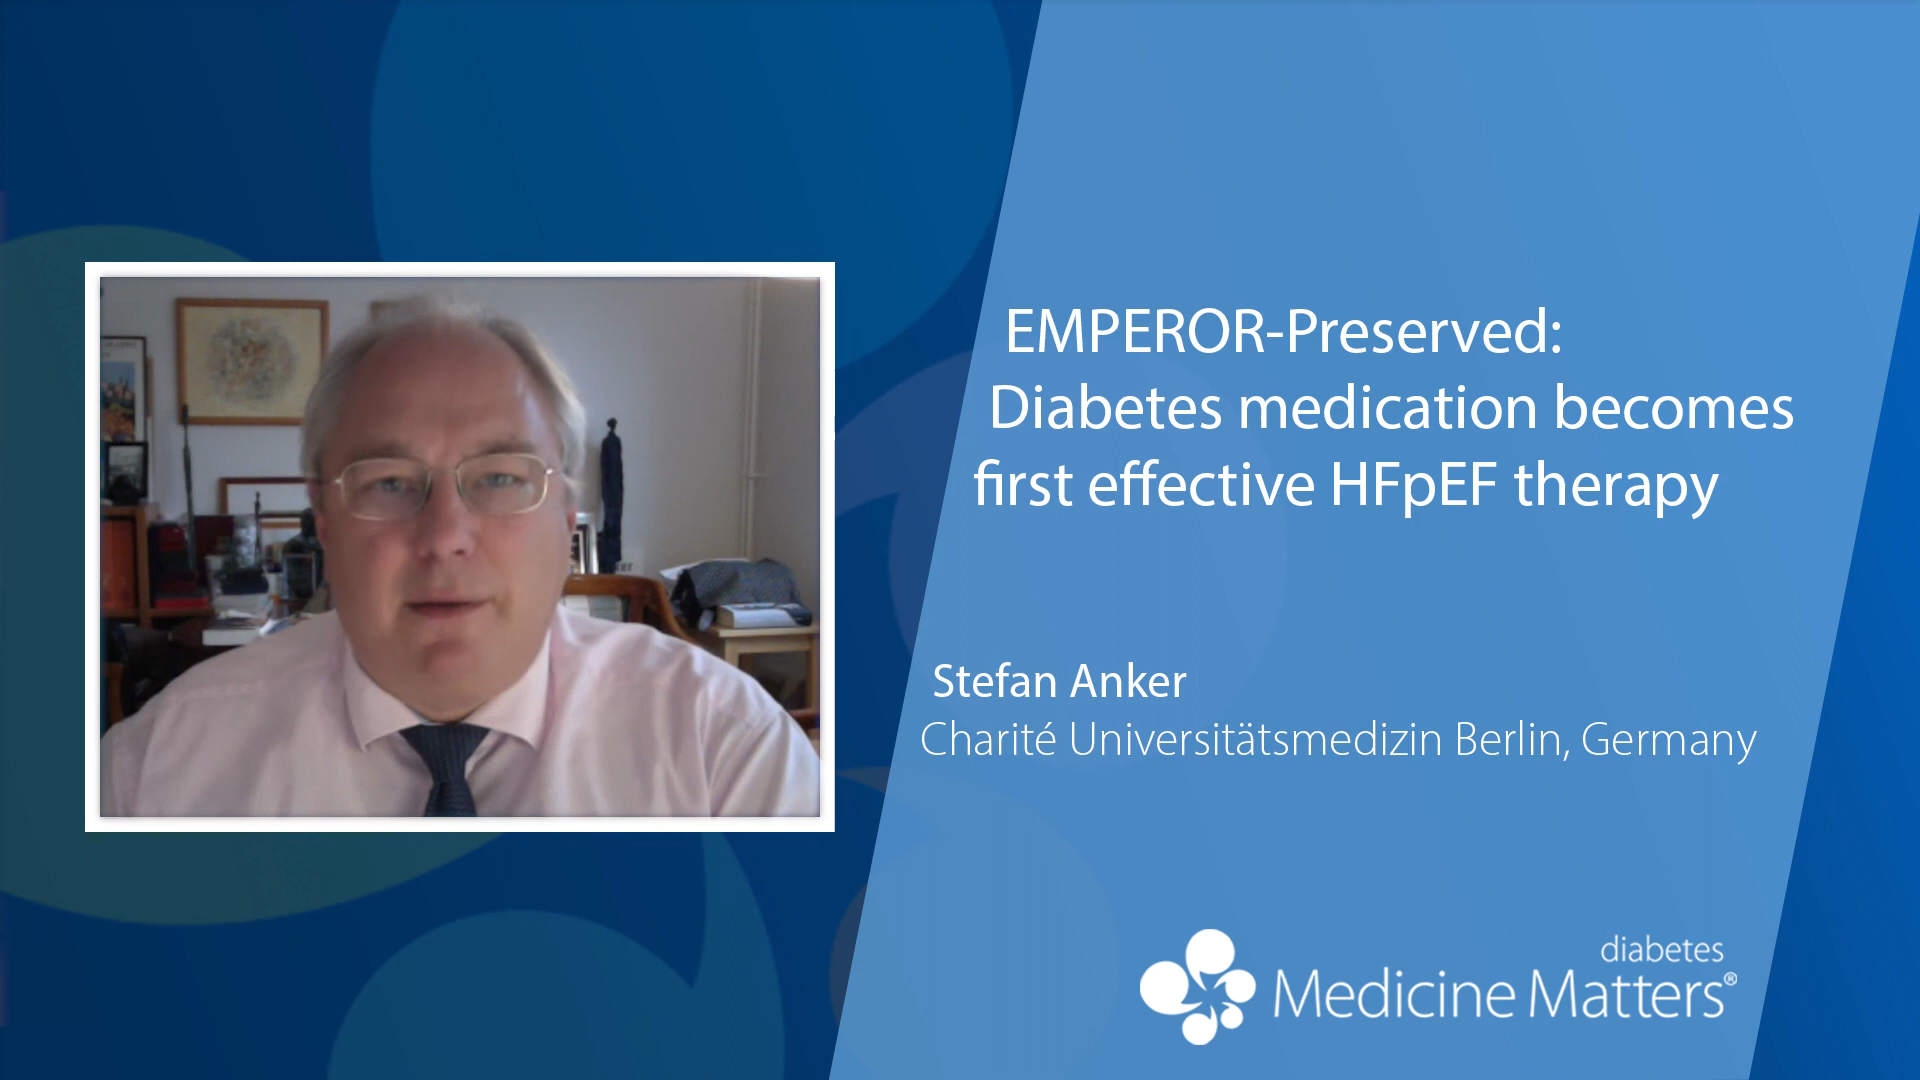 EMPEROR-Preserved:
Diabetes medication becomes
first effective HFpEF therapy
Stefan Anker
Charité Universitätsmedizin Berlin, Germany
diabetes
Medicine Matters®